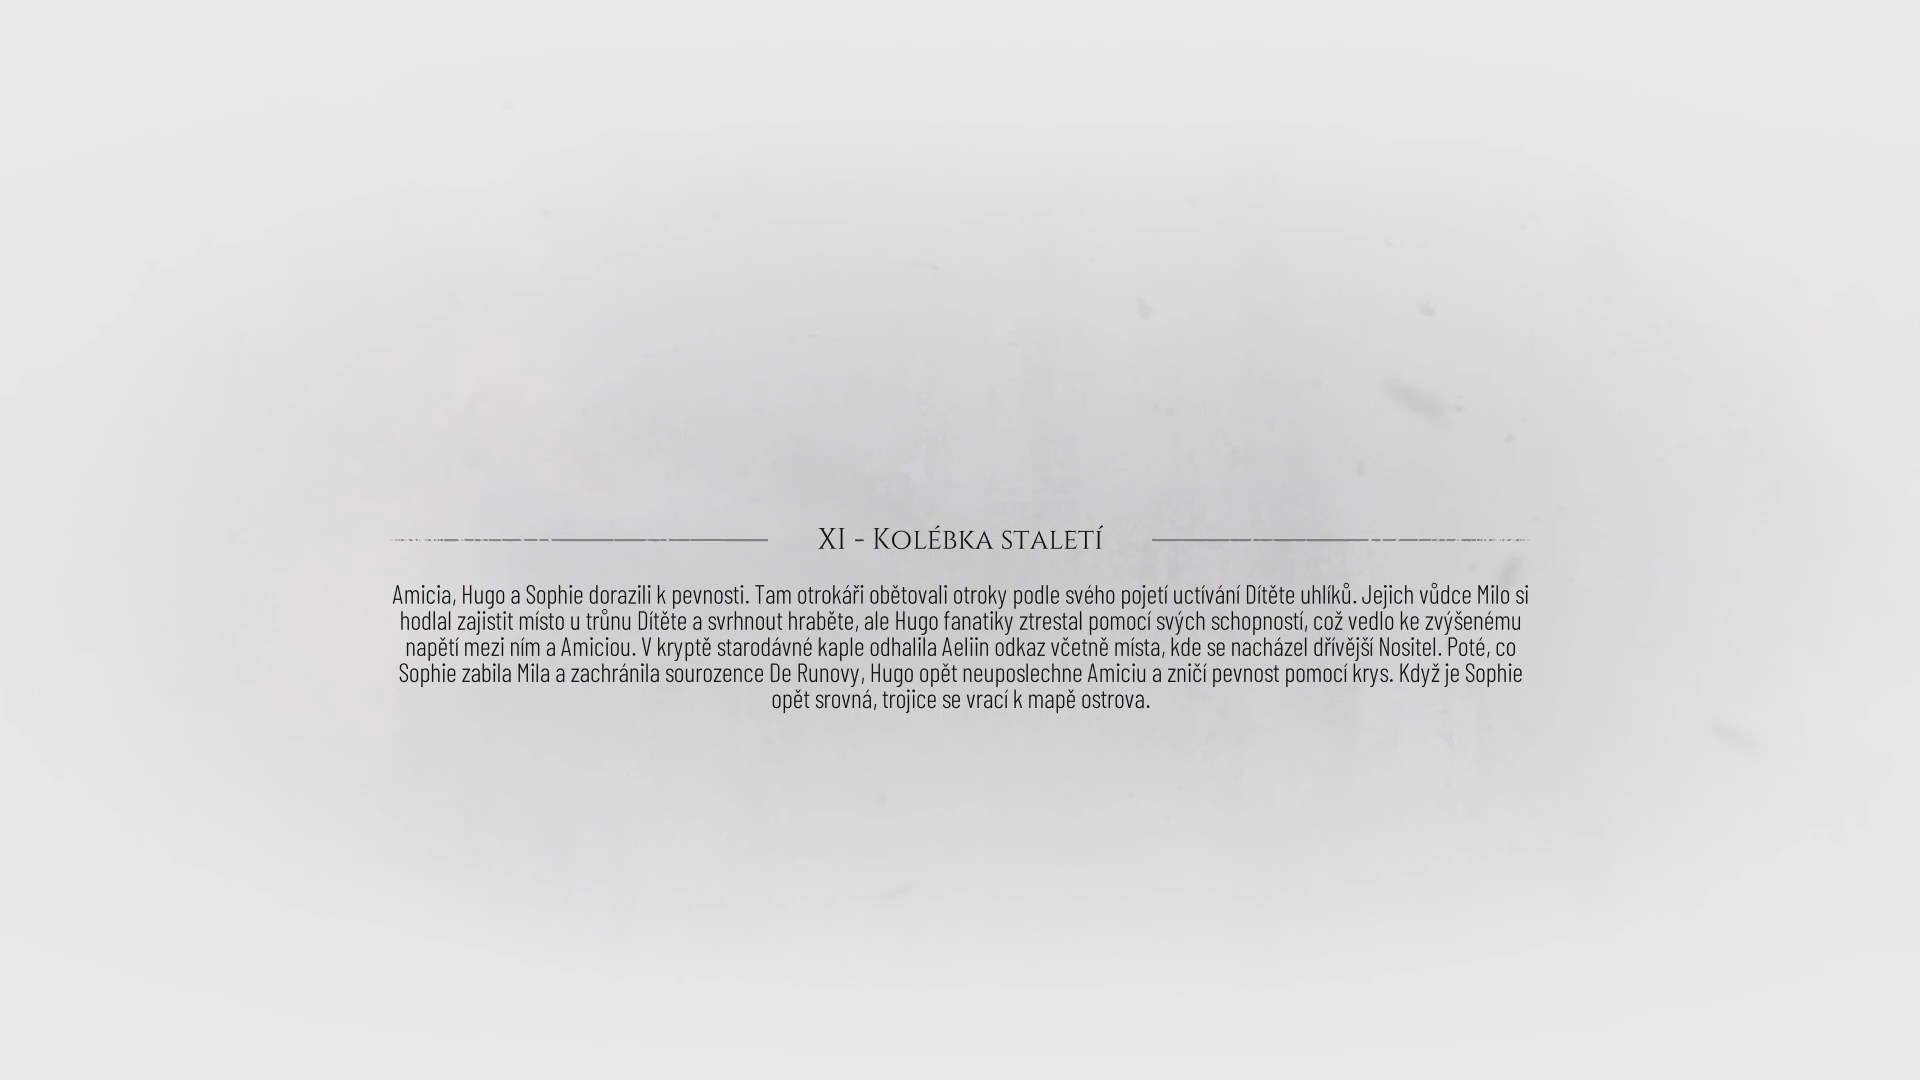 XI - Kolébka staletí
Amicia, Hugo a Sophie dorazili k pevnosti. Tam otrokáři obětovali otroky podle svého pojetí uctívání Dítěte uhlíků. Jejich vůdce Milo si
hodlal zajistit místo u trůnu Dítěte a svrhnout hraběte, ale Hugo fanatiky ztrestal pomocí svých schopností, což vedlo ke zvýšenému
napětí mezi ním a Amiciou. V kryptě starodávné kaple odhalila Aeliin odkaz včetně místa, kde se nacházel dřívější Nositel. Poté, co
Sophie zabila Mila a zachránila sourozence De Runovy, Hugo opět neuposlechne Amiciu a zničí pevnost pomocí krys. Když je Sophie
opět srovná, trojice se vrací k mapě ostrova.